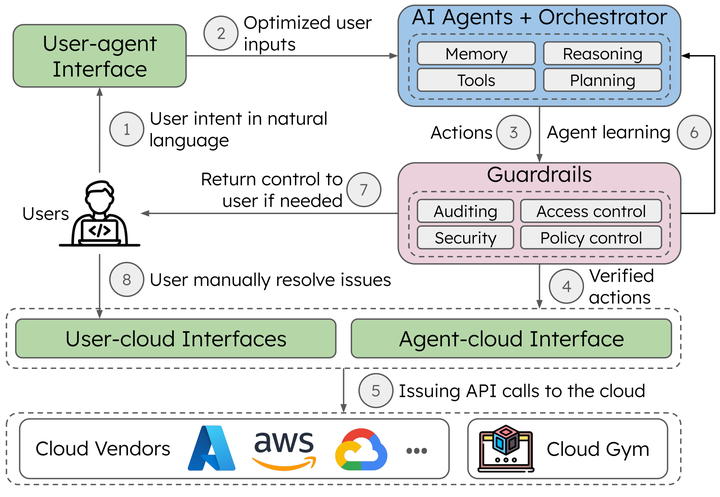 User-agent
Interface
2
Optimized user
inputs
AI Agents + Orchestrator
Memory
Reasoning
Tools
Planning
1
User intent in natural
language
Actions
3
Agent learning
6
Guardrails
Auditing
Access control
Security
Policy control
Return control to
user if needed
7
Users
8
User manually resolve issues
4
Verified
actions
User-cloud Interfaces
Agent-cloud Interface
5
Issuing API calls to the cloud
Cloud Vendors
aws
Cloud Gym